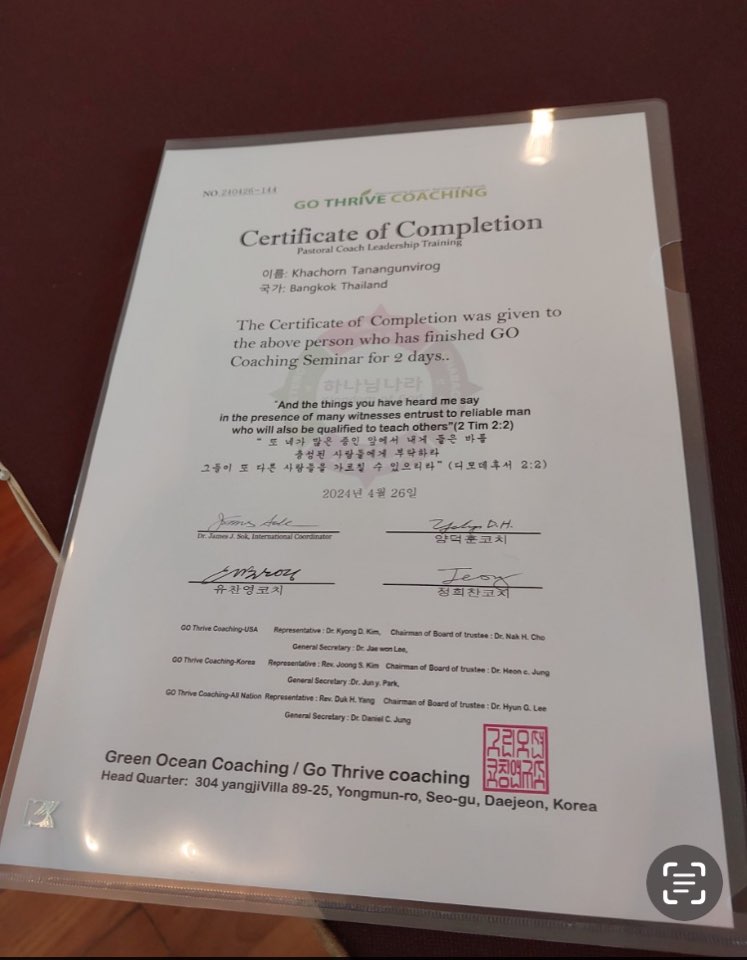 NO.240426-144
GO THRIVE COACHING
Certificate of Completion
Pastoral Coach Leadership Training
이름: Khachorn Tanangunvirog
국가: Bangkok Thailand
The Certificate of Completion was given to
the above person who has finished GO
Coaching Seminar for 2 days..
하나님나라
"And the things you have heard me say
in the presence of many witnesses entrust to reliable man
who will also be qualified to teach others"(2 Tim 2:2)
" 또 네가 많은 증인 앞에서 내게 들은 바를
충성된 사람들에게 부탁하라
그들이 또 다른 사람들을 가르칠 수 있으리라" (디모데후서 2:2)
2024년 4월 26일
Dr. James J. Sok, International Coordinator
양덕훈코치
유찬영코치
Jeong
정희찬코치
GO Thrive Coaching-USA Representative : Dr. Kyong D. Kim, Chairman of Board of trustee : Dr. Nak H. Cho
General Secretary : Dr. Jae won Lee,
GO Thrive Coaching-Korea Representative : Rev. Joong S. Kim Chairman of Board of trustee : Dr. Heon c. Jung
General Secretary :Dr. Jun y. Park,
GO Thrive Coaching-All Nation Representative : Rev. Duk H. Yang Chairman of Board of trustee : Dr. Hyun G. Lee
General Secretary : Dr. Daniel C. Jung
그린오션
코칭연구소
Green Ocean Coaching / Go Thrive coaching
Head Quarter: 304 yangjiVilla 89-25, Yongmun-ro, Seo-gu, Daejeon, Korea